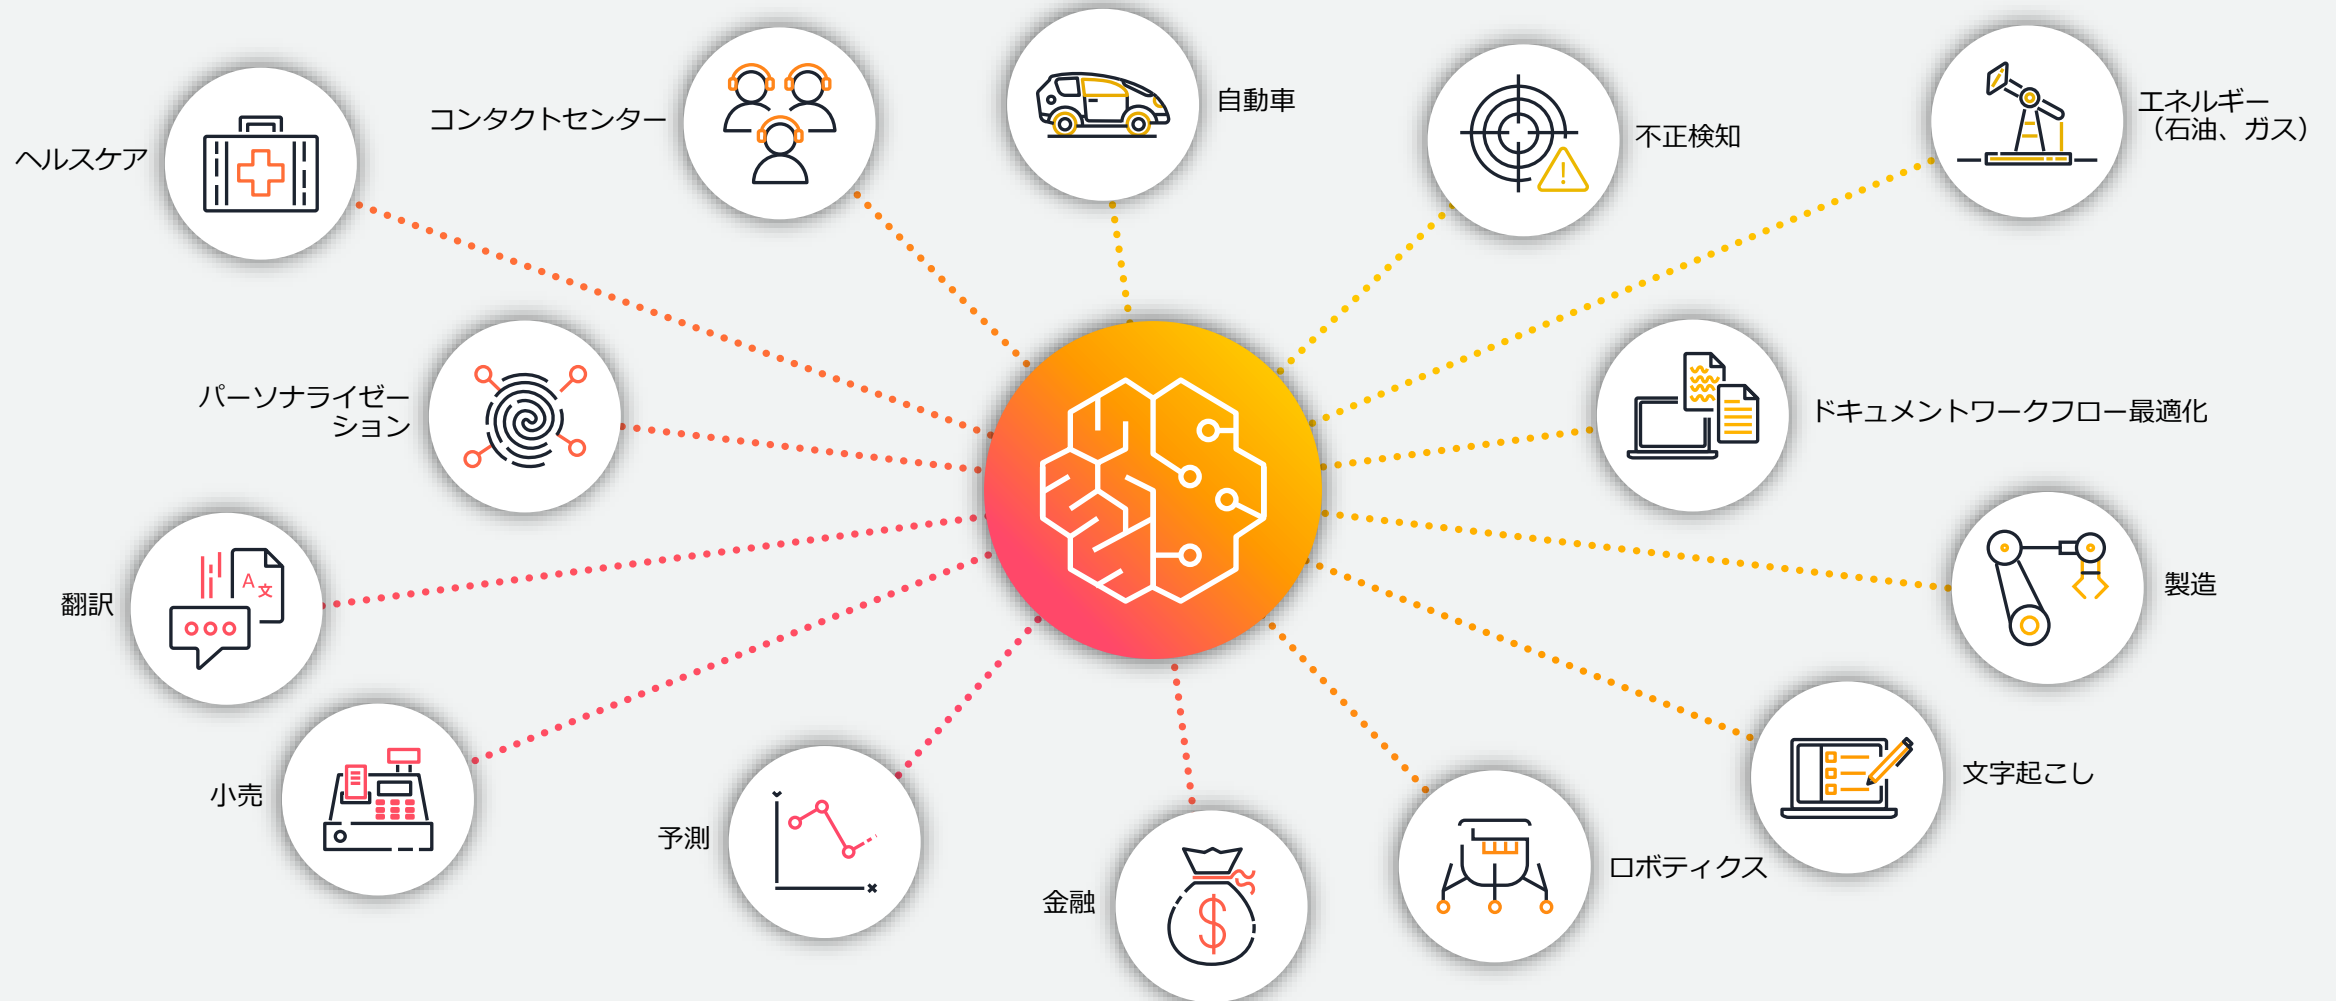 コンタクトセンター
自動車
不正検知
エネルギー
(石油、ガス)
ヘルスケア
パーソナライゼー
ション
ドキュメントワークフロー最適化
A
文
翻訳
製造
小売
予測
金融
$
ロボティクス
文字起こし